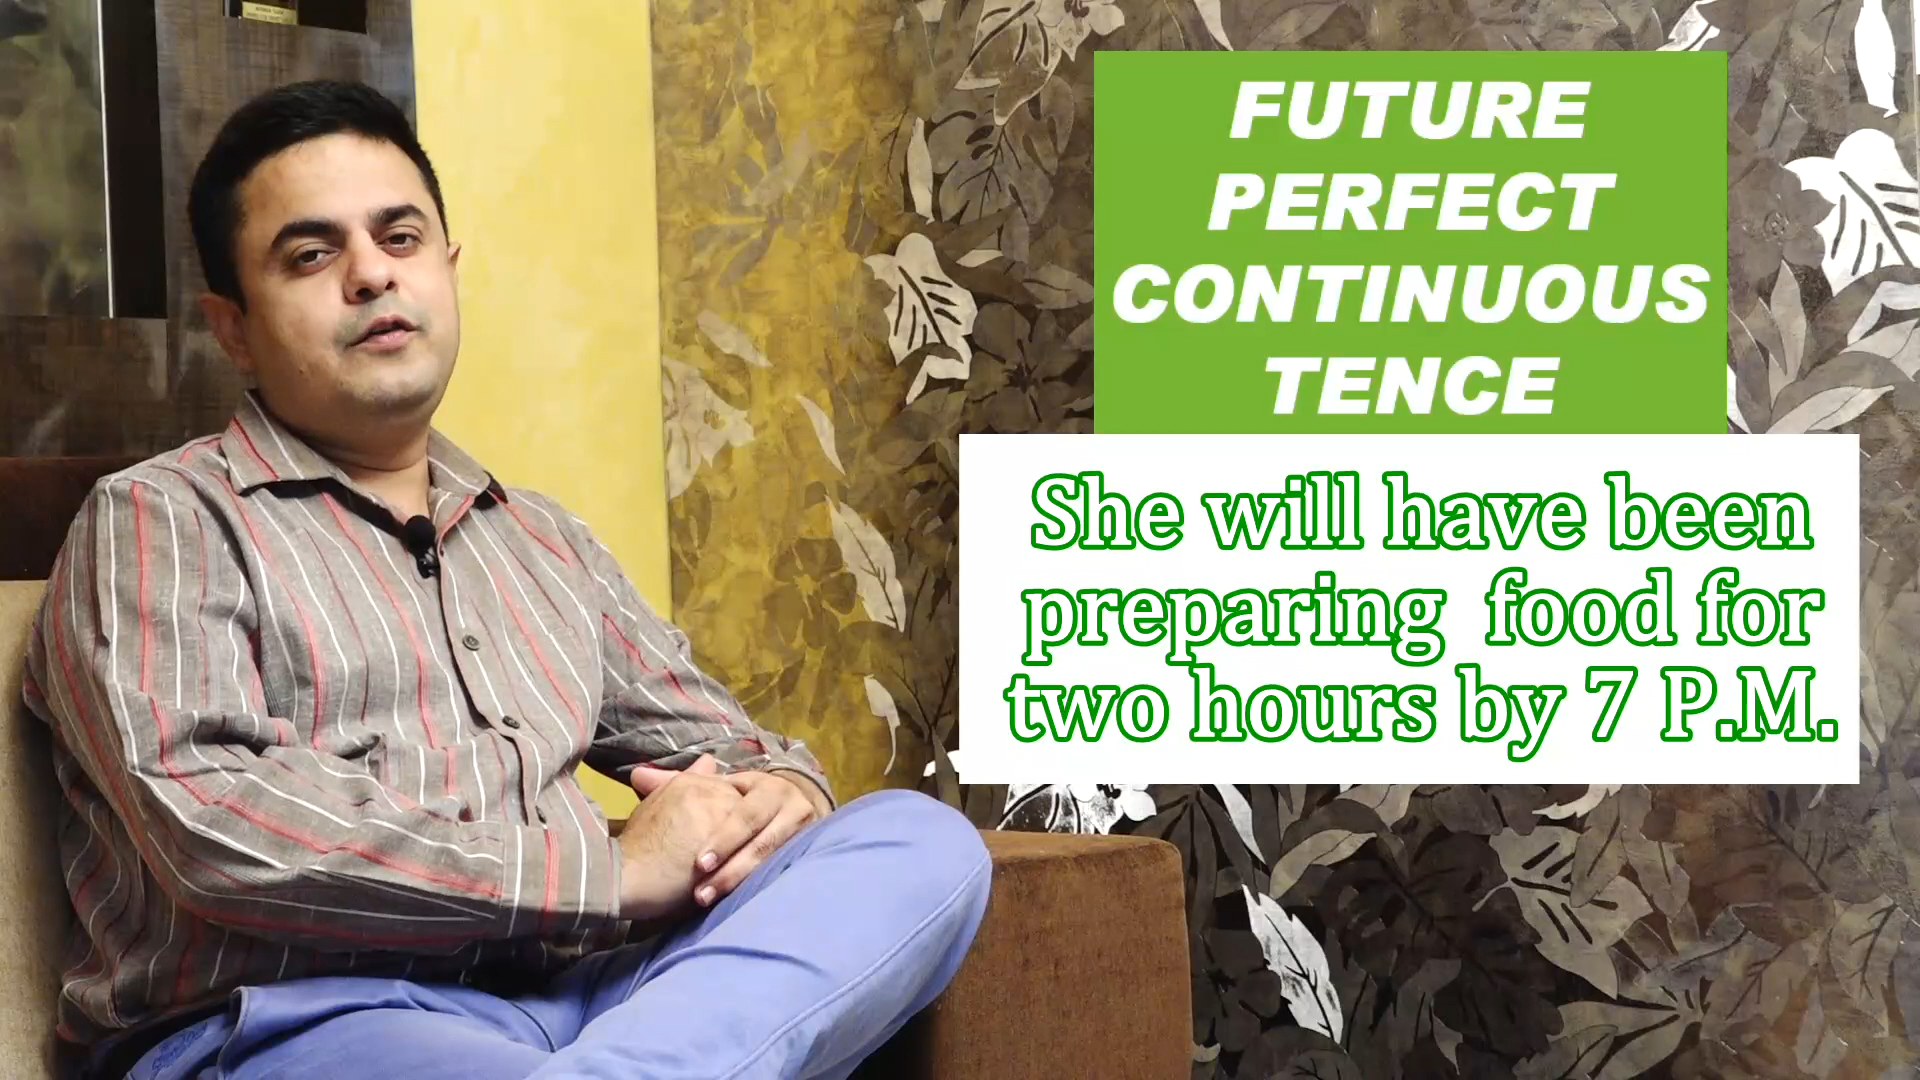 FUTURE
PERFECT
CONTINUOUS
TENCE
She will have been
preparing food for
two hours by 7 P.M.